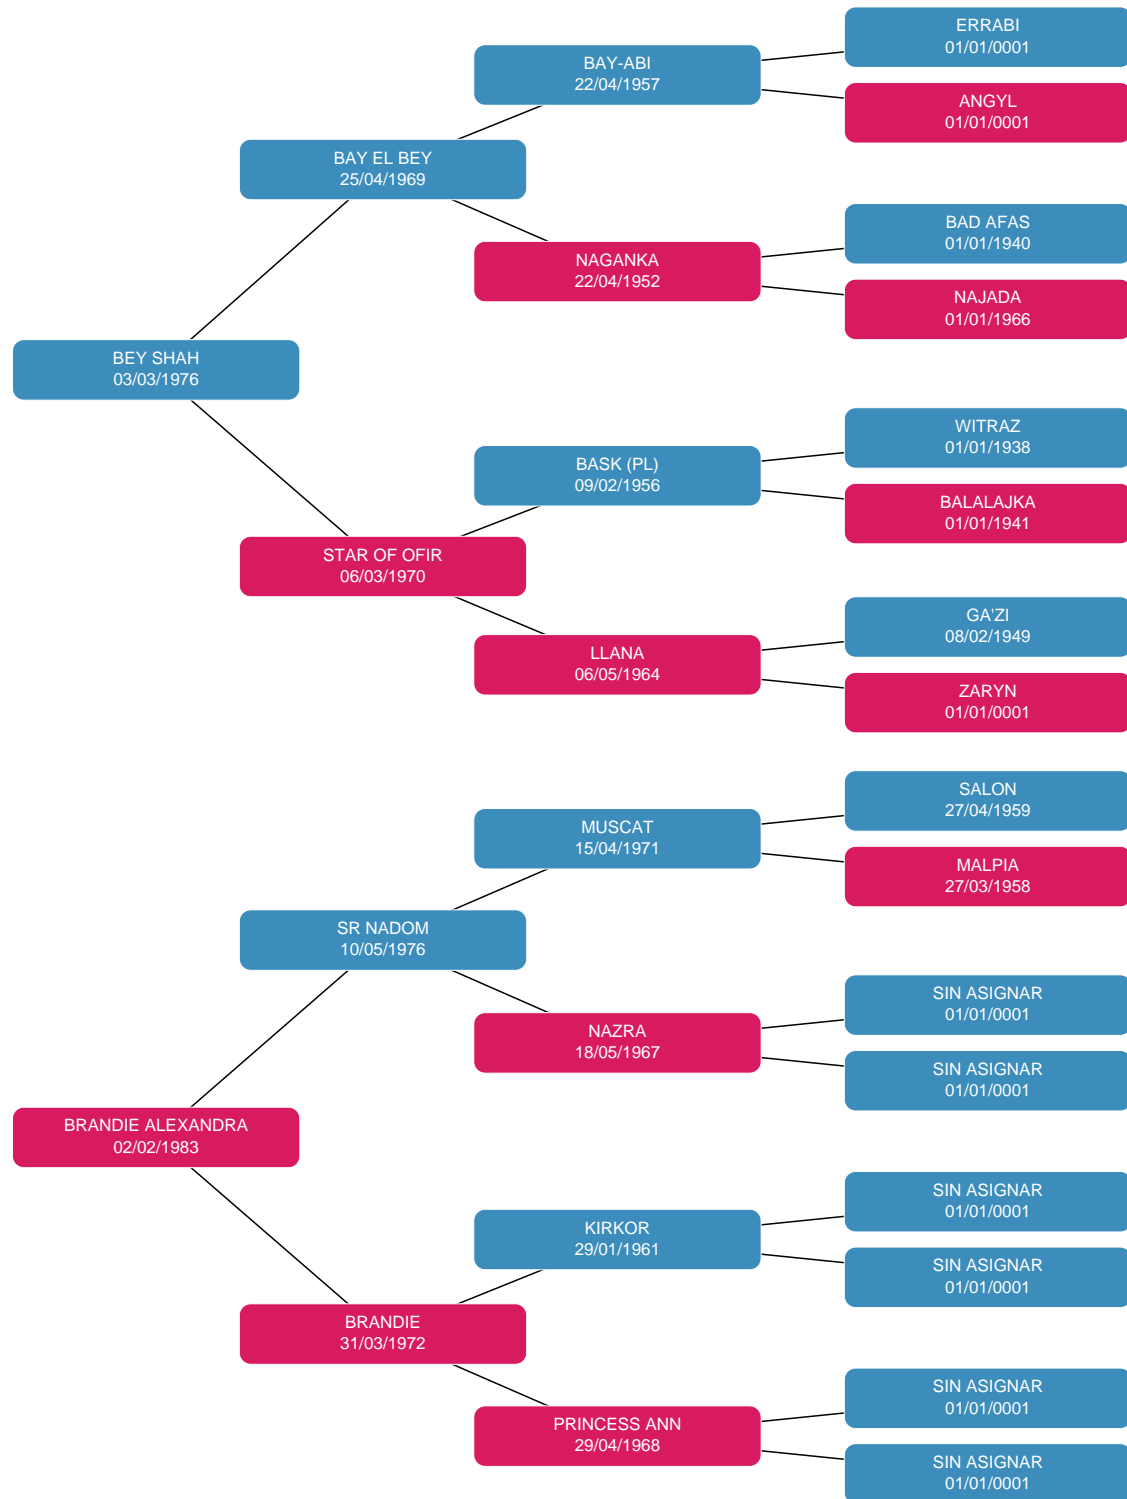 ERRABI
01/01/0001
BAY-ABI
22/04/1957
ANGYL
01/01/0001
BAY EL BEY
25/04/1969
BAD AFAS
01/01/1940
NAGANKA
22/04/1952
NAJADA
01/01/1966
BEY SHAH
03/03/1976
WITRAZ
01/01/1938
BASK (PL)
09/02/1956
BALALAJKA
01/01/1941
STAR OF OFIR
06/03/1970
GA'ZI
08/02/1949
LLANA
06/05/1964
ZARYN
01/01/0001
SALON
27/04/1959
MUSCAT
15/04/1971
MALPIA
27/03/1958
SR NADOM
10/05/1976
SIN ASIGNAR
01/01/0001
NAZRA
18/05/1967
SIN ASIGNAR
01/01/0001
BRANDIE ALEXANDRA
02/02/1983
SIN ASIGNAR
01/01/0001
KIRKOR
29/01/1961
SIN ASIGNAR
01/01/0001
BRANDIE
31/03/1972
SIN ASIGNAR
01/01/0001
PRINCESS ANN
29/04/1968
SIN ASIGNAR
01/01/0001